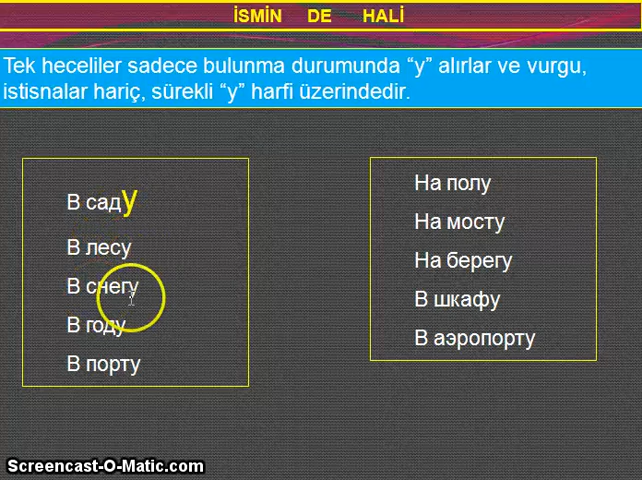 İSMİN DE HALİ
Tek heceliler sadece bulunma durumunda “y” alırlar ve vurgu,
istisnalar hariç, sürekli “y” harfi üzerindedir.
В саду
В лесу
В снегу
В году
В порту
На полу
На мосту
На берегу
В шкафу
В аэропорту
Screencast-O-Matic.com